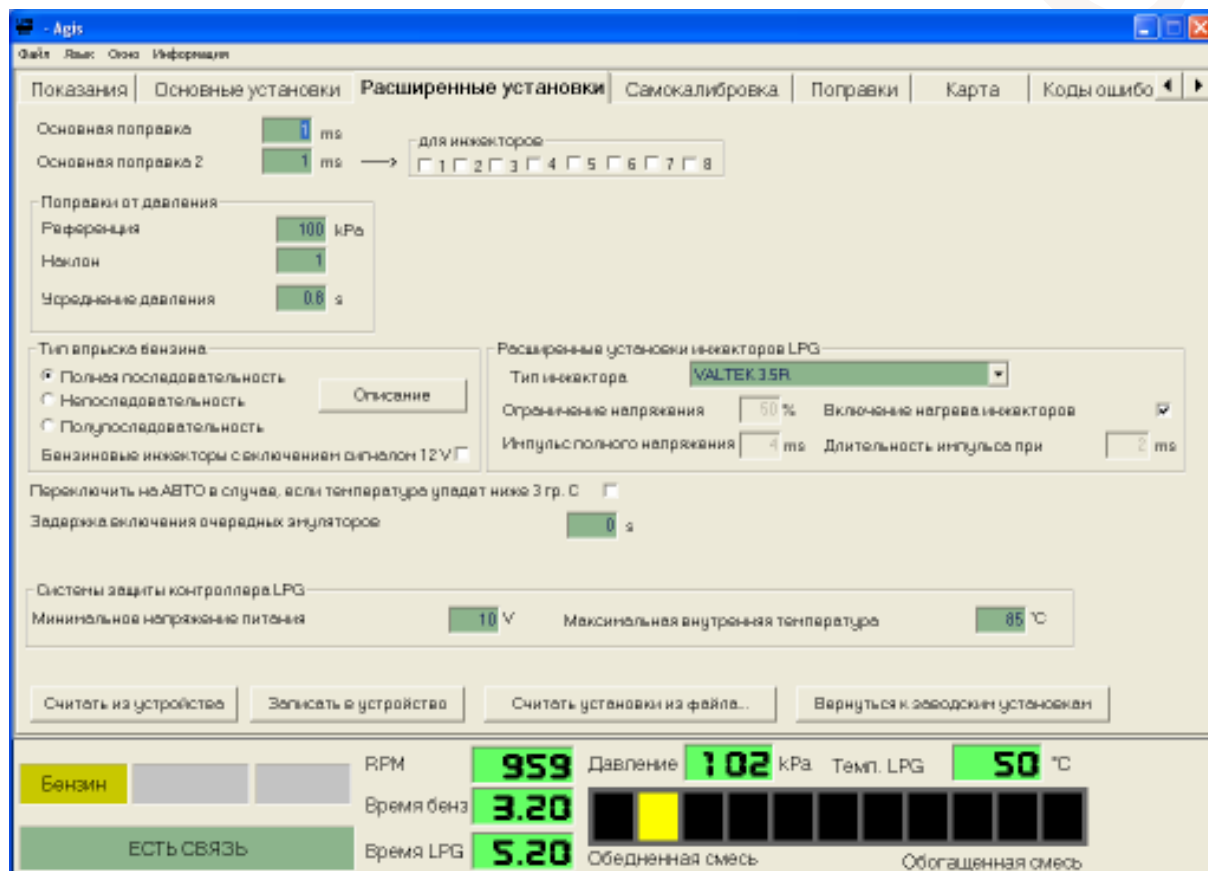 - Agis
Файл Язык Окно Информация
Показания Основные установки Расширенные установки Самокалибровка Поправки Карта Коды ошибо
Основная поправка 1 ms
Основная поправка 2 1 ms
для инжекторов
1 2 3 4 5 6 7 8
Поправки от давления
Референция 100 kPa
Наклон 1
Усреднение давления 0.8 s
Тип впрыска бензина
Полная последовательность
Непоследовательность
Полупоследовательность
Описание
Бензиновые инжекторы с включением сигналом 12 V
Расширенные установки инжекторов LPG
Тип инжектора VALTEK 3.5R
Ограничение напряжения 50 % Включение нагрева инжекторов
Импульс полного напряжения 4 ms Длительность импульса при 2 ms
Переключить на АВТО в случае, если температура упадет ниже 3 гр. С
Задержка включения очередных эмуляторов 0 s
Системы защиты контроллера LPG
Минимальное напряжение питания 10 V Максимальная внутренняя температура 85 °C
Считать из устройства Записать в устройство Считать установки из файла... Вернуться к заводским установкам
Бензин
ЕСТЬ СВЯЗЬ
RPM 959 Давление 102 kPa Темп. LPG 50 °C
Время бенз 3.20
Время LPG 5.20
Обедненная смесь Обогащенная смесь